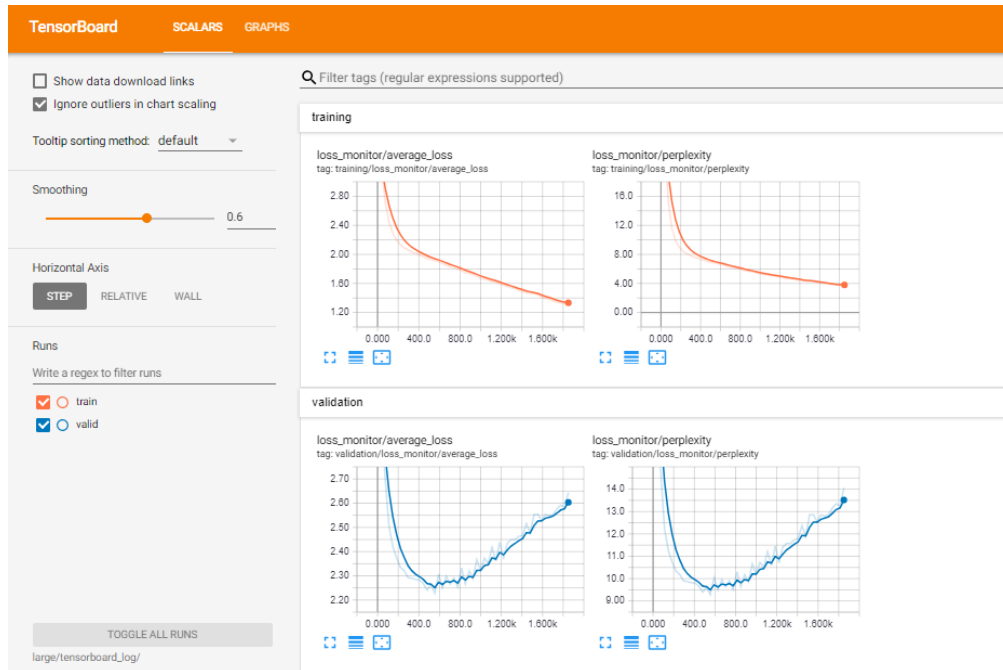 TensorBoard SCALARS GRAPHS
Show data download links
Ignore outliers in chart scaling
Tooltip sorting method: default
Smoothing
0.6
Horizontal Axis
STEP RELATIVE WALL
Runs
Write a regex to filter runs
train
valid
TOGGLE ALL RUNS
large/tensorboard_log/
Filter tags (regular expressions supported)
training
loss_monitor/average_loss
tag: training/loss_monitor/average_loss
2.80
2.40
2.00
1.60
1.20
0.000 400.0 800.0 1.200k 1.600k
loss_monitor/perplexity
tag: training/loss_monitor/perplexity
16.0
12.0
8.00
4.00
0.00
0.000 400.0 800.0 1.200k 1.600k
validation
loss_monitor/average_loss
tag: validation/loss_monitor/average_loss
2.70
2.60
2.50
2.40
2.30
2.20
0.000 400.0 800.0 1.200k 1.600k
loss_monitor/perplexity
tag: validation/loss_monitor/perplexity
14.0
13.0
12.0
11.0
10.0
9.00
0.000 400.0 800.0 1.200k 1.600k